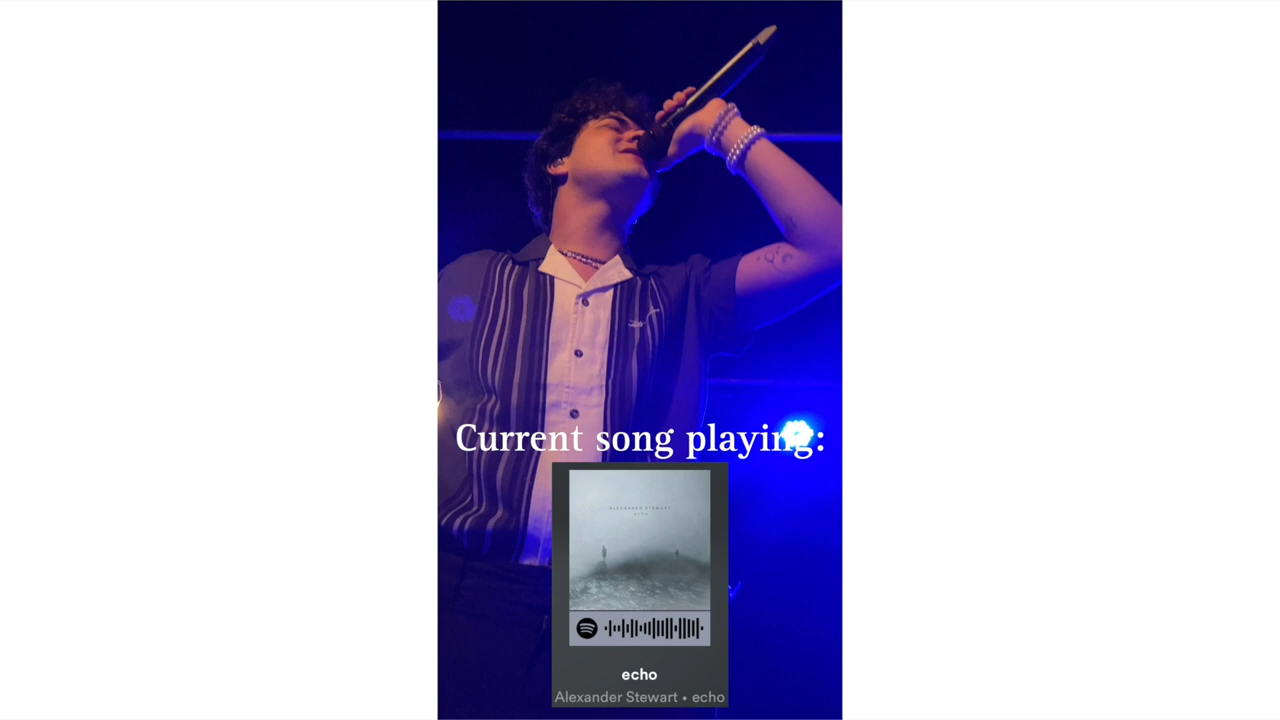 Current song playing:
ALEXANDER STEWART
echo
Alexander Stewart • echo